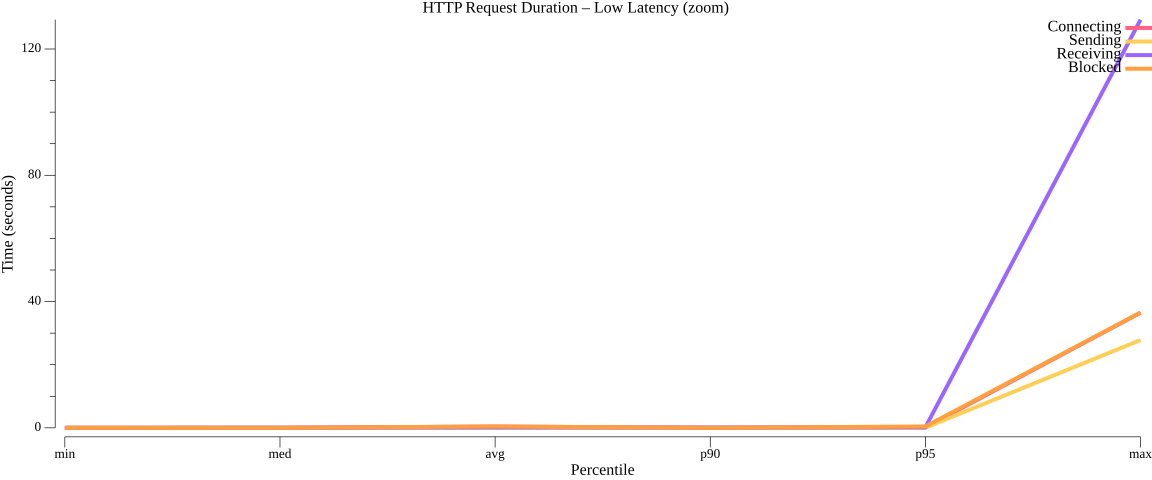 HTTP Request Duration – Low Latency (zoom)
Connecting
Sending
Receiving
Blocked
120
80
40
0
Time (seconds)
min med avg p90 p95 max
Percentile